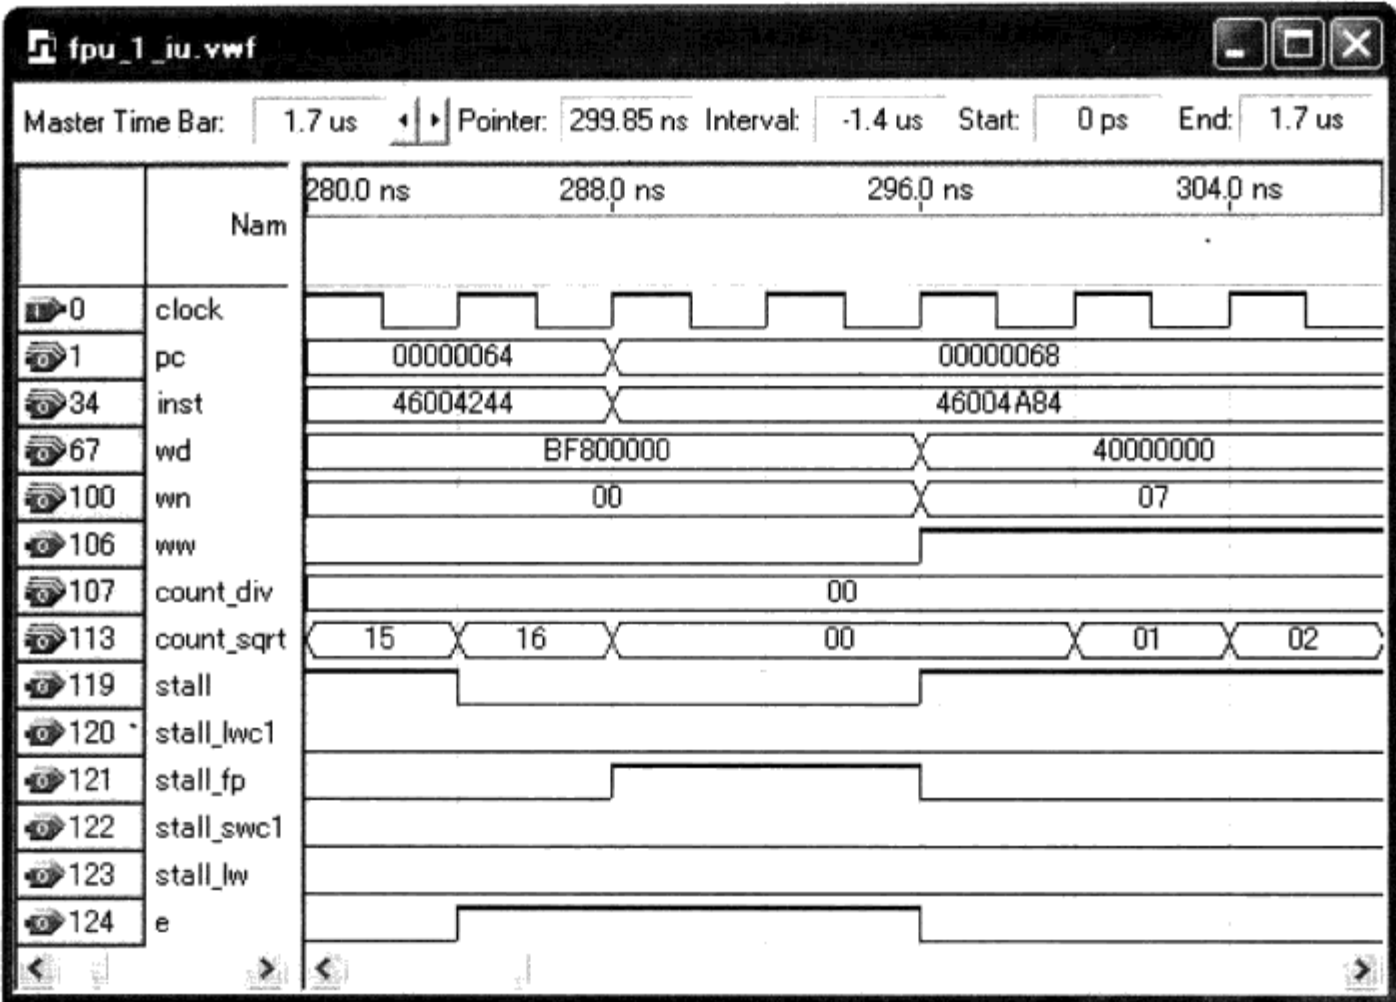 fpu_1_iu.vwf
Master Time Bar: 1.7 us Pointer: 299.85 ns Interval: -1.4 us Start: 0 ps End: 1.7 us
280.0 ns 288.0 ns 296.0 ns 304.0 ns
Nam
0 clock
1 pc 00000064 00000068
34 inst 46004244 46004A84
67 wd BF800000 40000000
100 wn 00 07
106 ww
107 count_div 00
113 count_sqrt 15 16 00 01 02
119 stall
120 stall_lwc1
121 stall_fp
122 stall_swc1
123 stall_lw
124 e